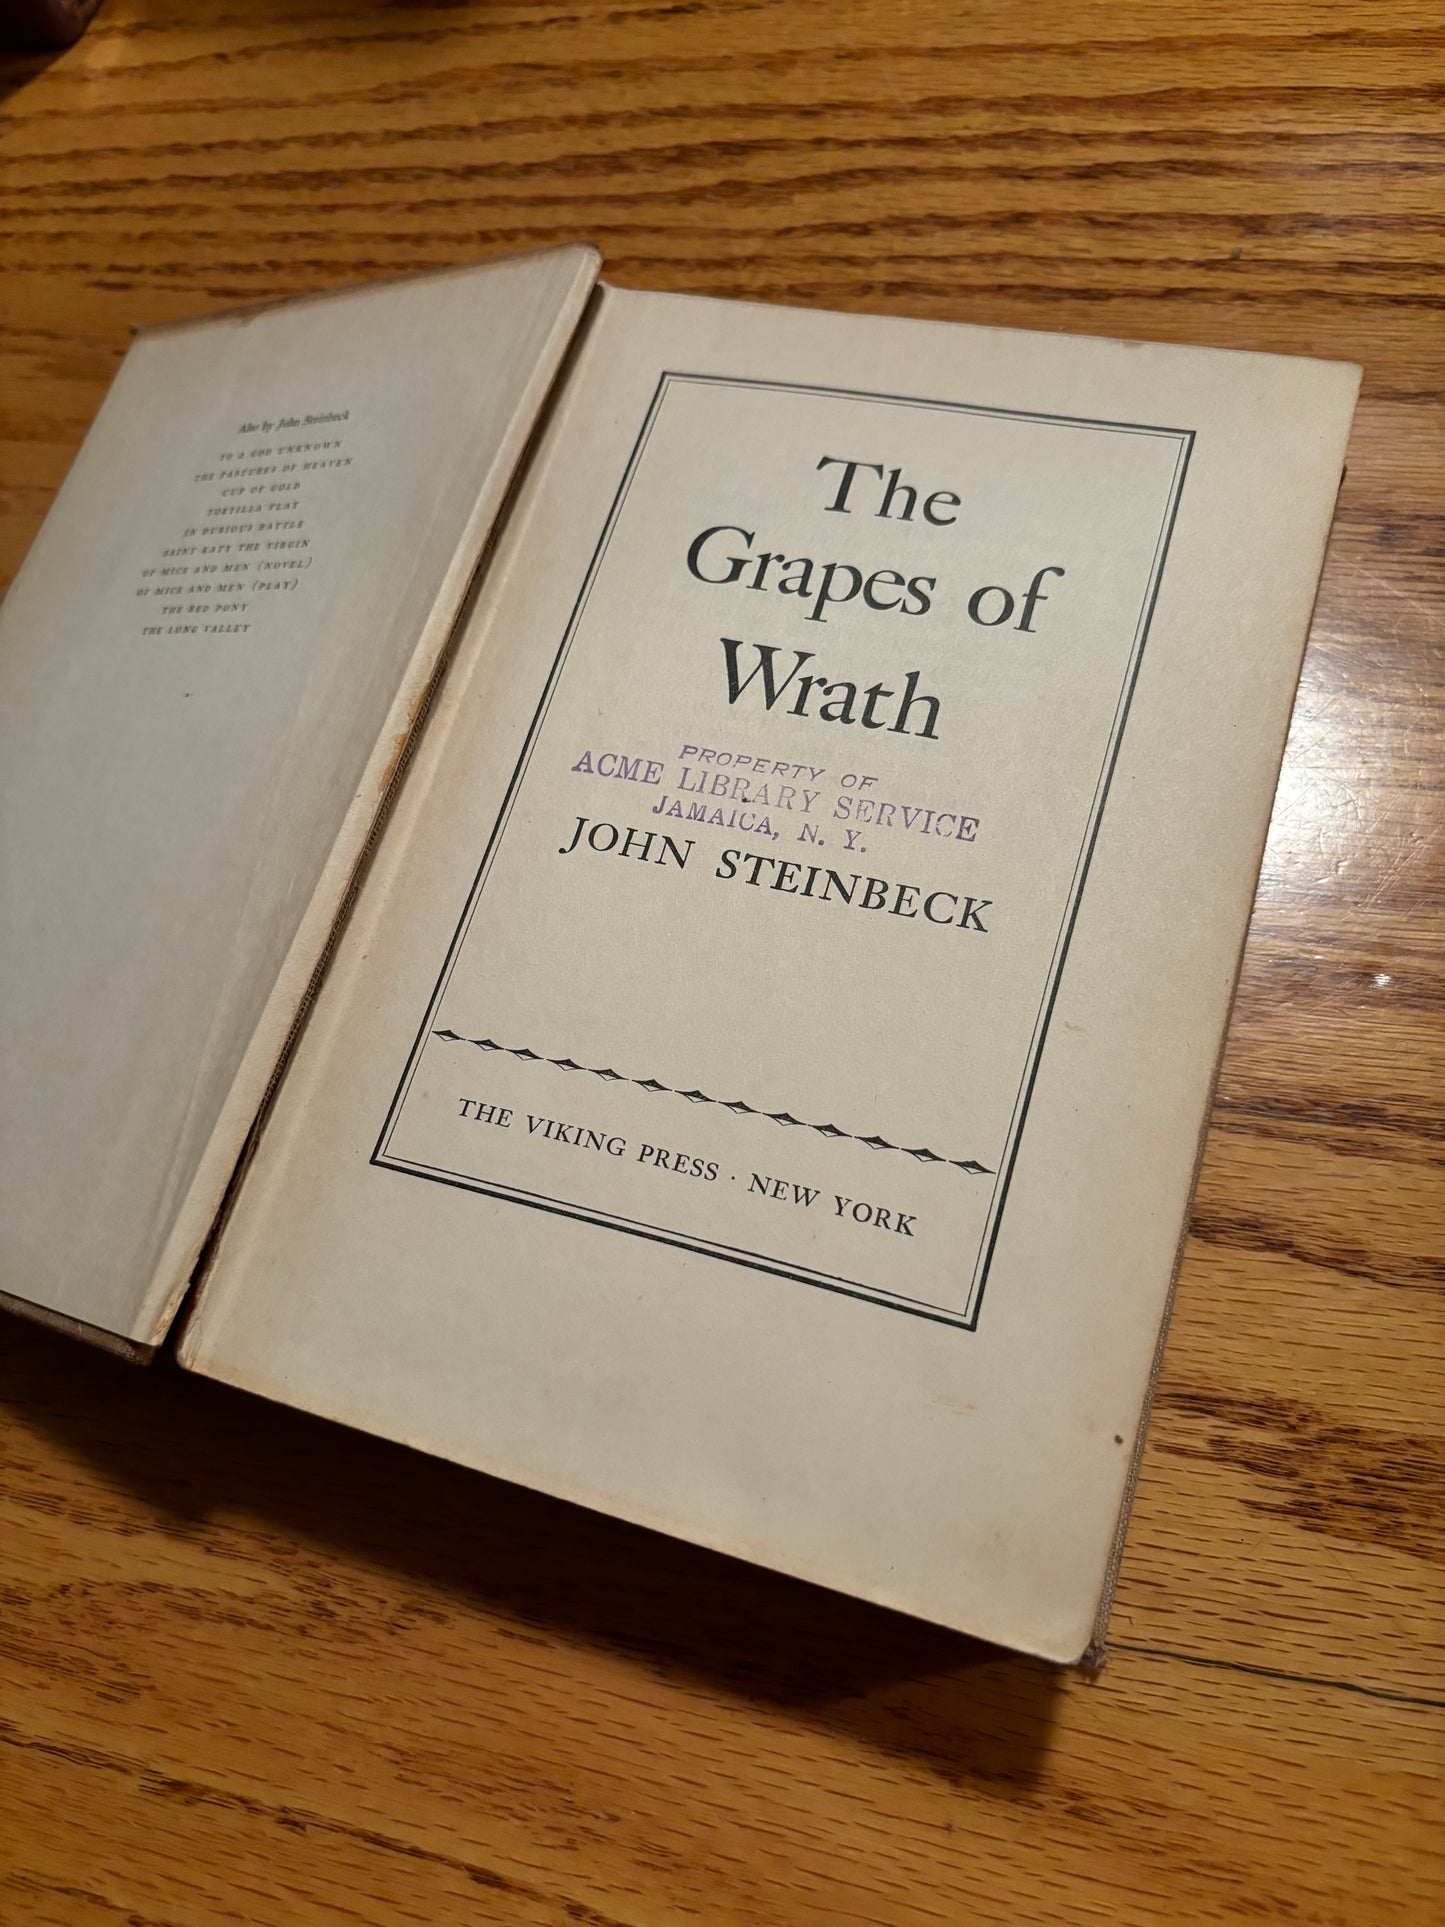 Also by John Steinbeck
TO A GOD UNKNOWN
THE PASTURES OF HEAVEN
CUP OF GOLD
TORTILLA FLAT
IN DUBIOUS BATTLE
SAINT KATY THE VIRGIN
OF MICE AND MEN (NOVEL)
OF MICE AND MEN (PLAY)
THE RED PONY
THE LONG VALLEY
The
Grapes of
Wrath
PROPERTY OF
ACME LIBRARY SERVICE
JAMAICA, N. Y.
JOHN STEINBECK
THE VIKING PRESS · NEW YORK